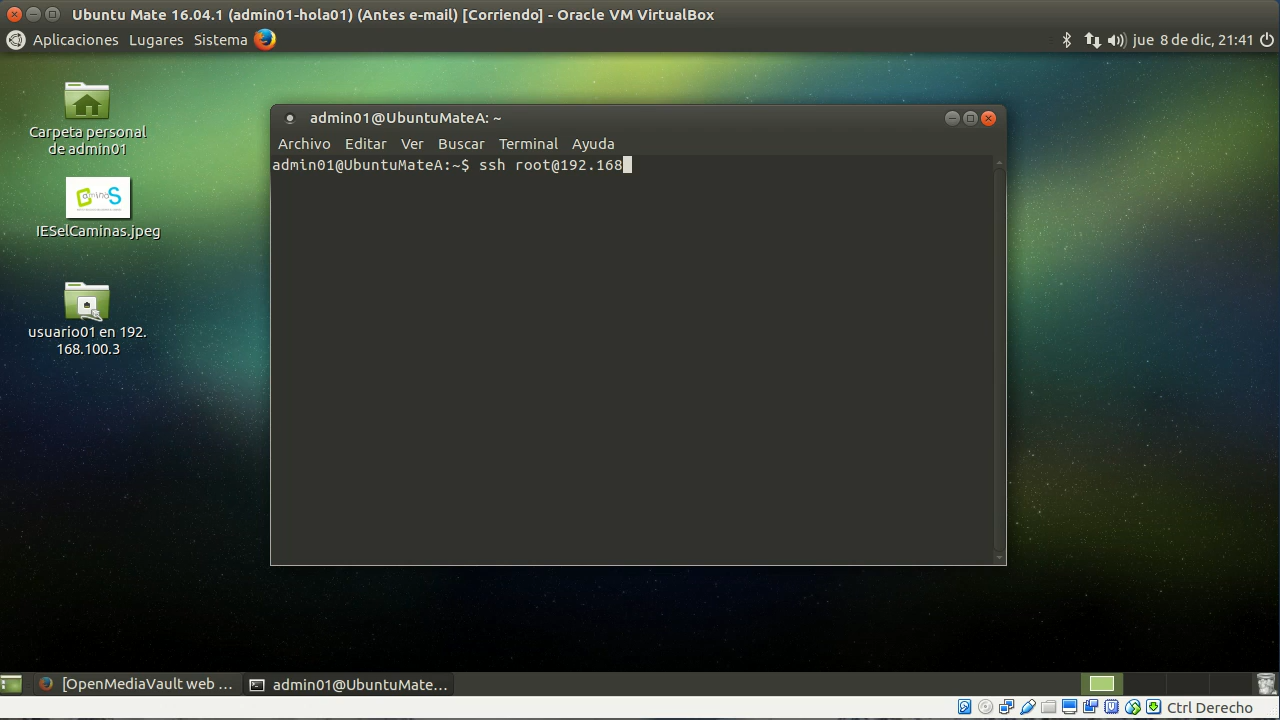 Ubuntu Mate 16.04.1 (admin01-hola01) (Antes e-mail) [Corriendo] - Oracle VM VirtualBox
Aplicaciones Lugares Sistema jue 8 de dic, 21:41
Carpeta personal
de admin01
aminaS
IESelCaminas.jpeg
usuario01 en 192.
168.100.3
admin01@UbuntuMateA: ~
Archivo Editar Ver Buscar Terminal Ayuda
admin01@UbuntuMateA:~$ ssh root@192.168
[OpenMediaVault web ... admin01@UbuntuMate...
Ctrl Derecho